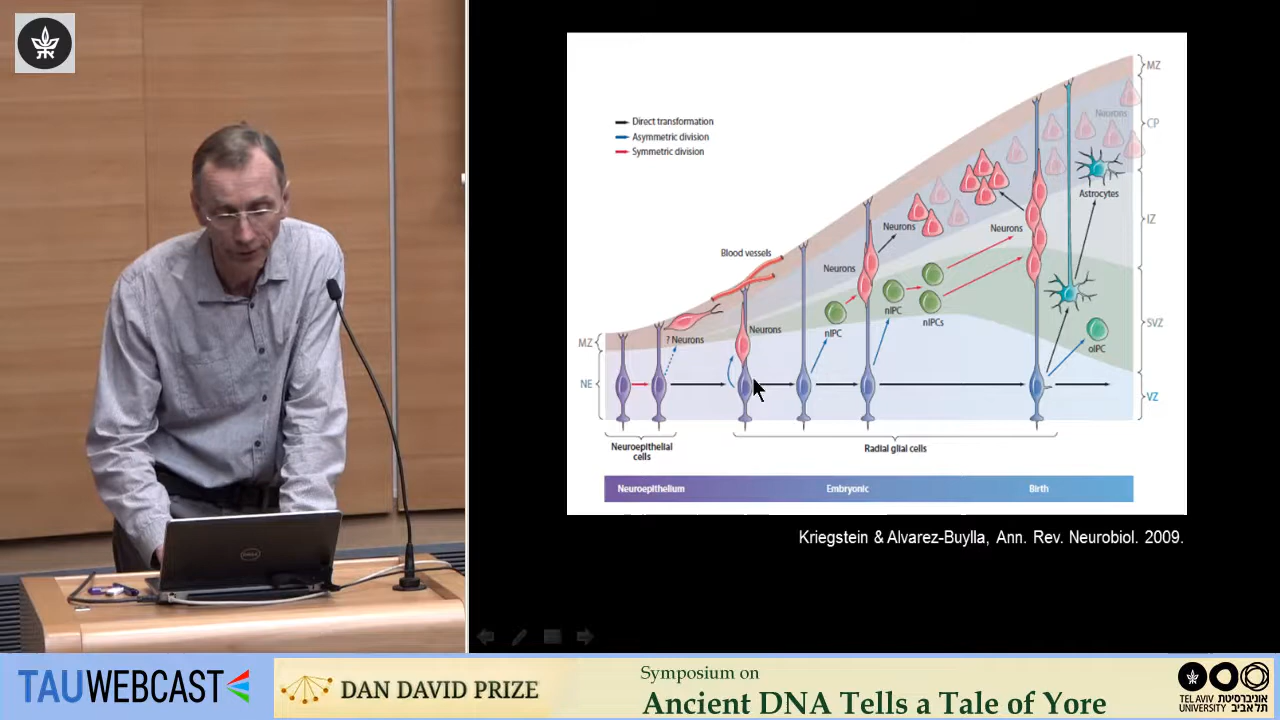 Direct transformation
Asymmetric division
Symmetric division
MZ
CP
IZ
SVZ
VZ
Neurons
Astrocytes
Neurons
Neurons
Blood vessels
Neurons
nIPC
nIPC
nIPCs
oIPC
Neurons
? Neurons
MZ
NE
Neuroepithelial
cells
Radial glial cells
Neuroepithelium
Embryonic
Birth
Kriegstein & Alvarez-Buylla, Ann. Rev. Neurobiol. 2009.
DELL
TAUWEBCAST
DAN DAVID PRIZE
Symposium on
Ancient DNA Tells a Tale of Yore
TEL AVIV
UNIVERSITY
אוניברסיטת
תל אביב